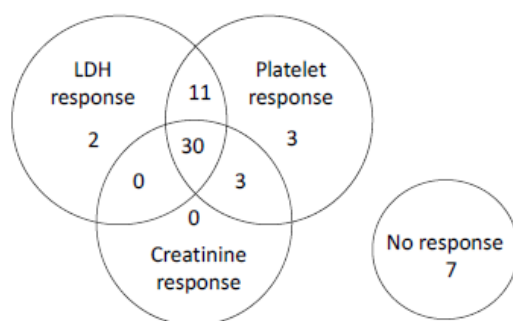 LDH
response
2
11
Platelet
response
3
30
0
3
0
Creatinine
response
No response
7